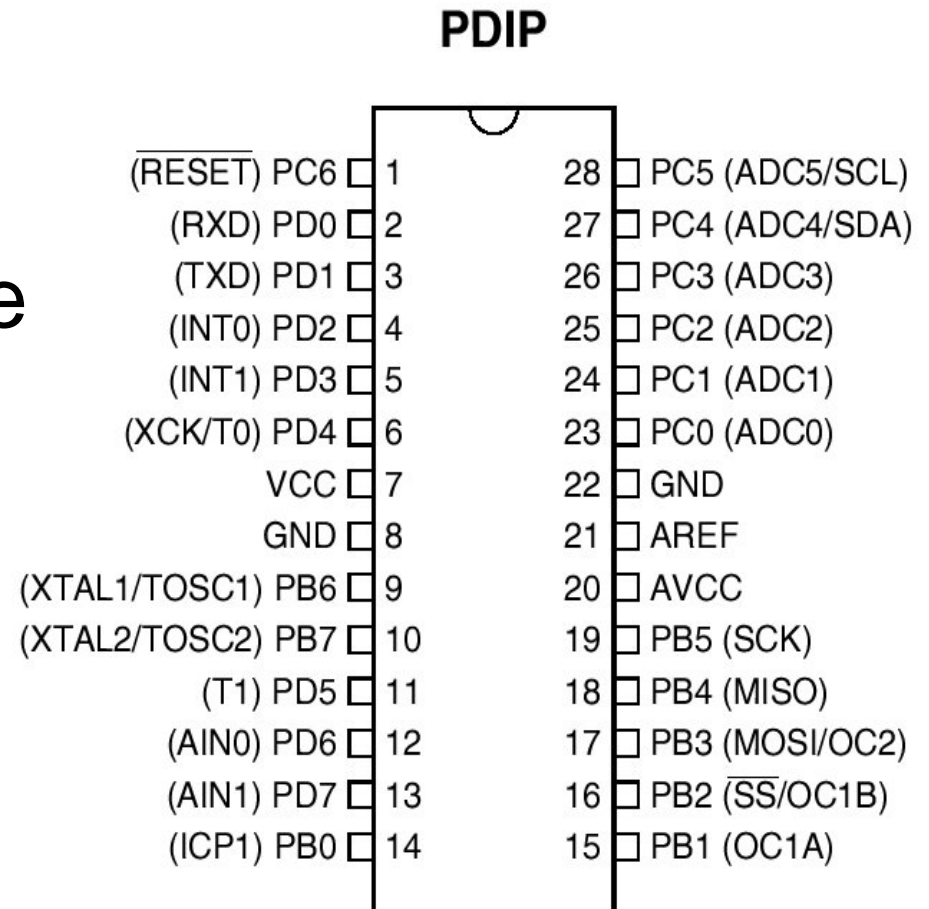 PDIP
(RESET) PC6 1 28 PC5 (ADC5/SCL)
(RXD) PD0 2 27 PC4 (ADC4/SDA)
(TXD) PD1 3 26 PC3 (ADC3)
e
(INT0) PD2 4 25 PC2 (ADC2)
(INT1) PD3 5 24 PC1 (ADC1)
(XCK/T0) PD4 6 23 PC0 (ADC0)
VCC 7 22 GND
GND 8 21 AREF
(XTAL1/TOSC1) PB6 9 20 AVCC
(XTAL2/TOSC2) PB7 10 19 PB5 (SCK)
(T1) PD5 11 18 PB4 (MISO)
(AIN0) PD6 12 17 PB3 (MOSI/OC2)
(AIN1) PD7 13 16 PB2 (SS/OC1B)
(ICP1) PB0 14 15 PB1 (OC1A)